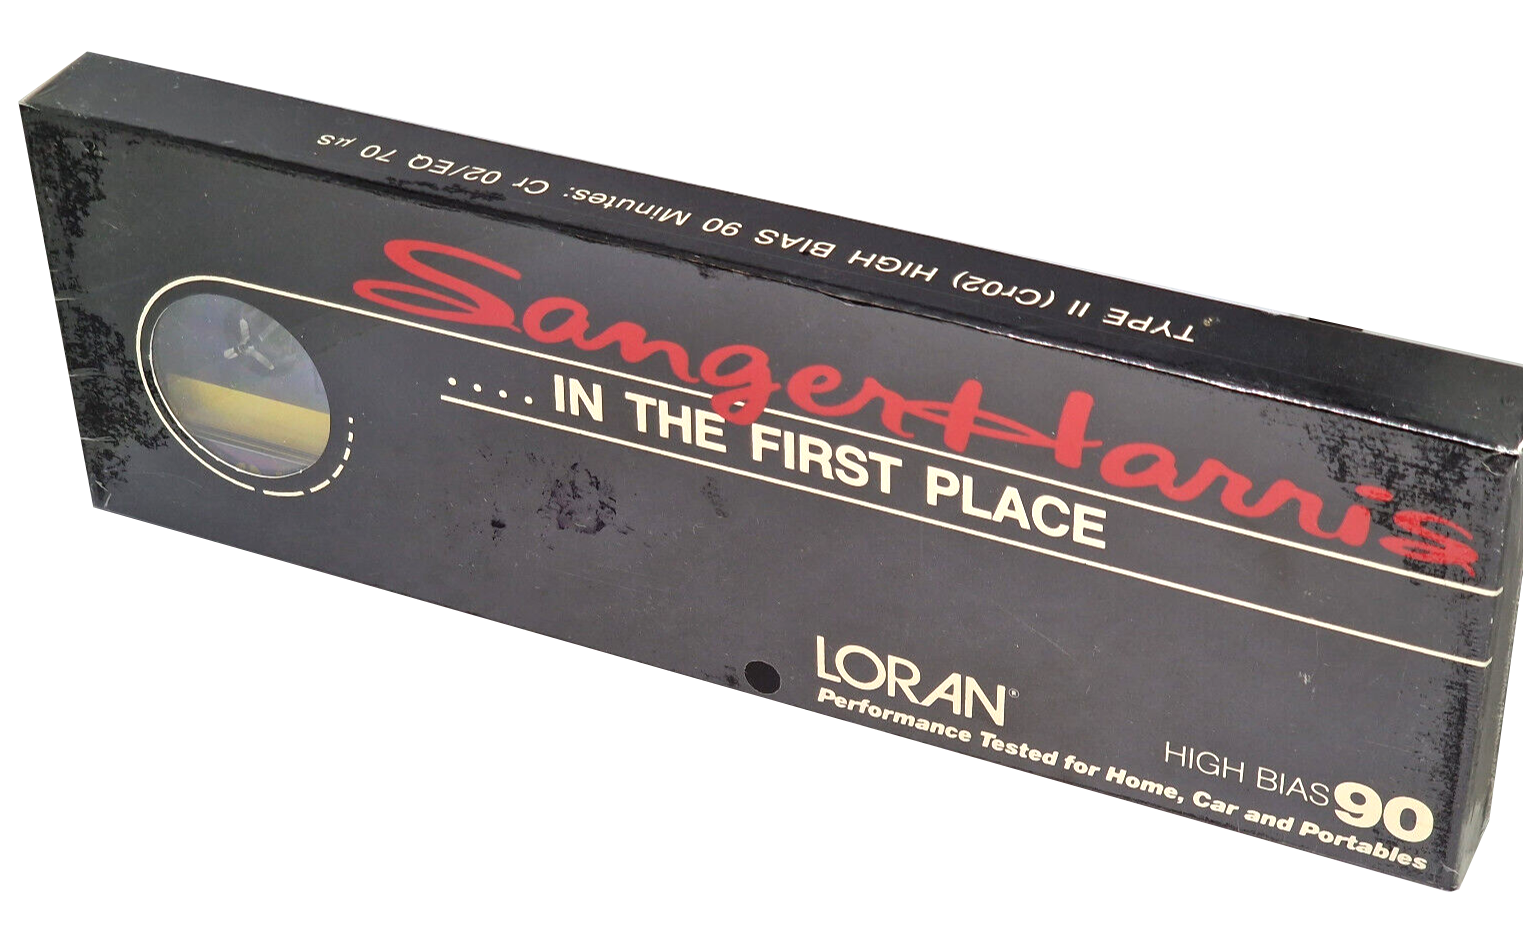 TYPE II (Cr02) HIGH BIAS 90 Minutes: Cr 02/EQ 70 µs
SangerHarris
....IN THE FIRST PLACE
LORAN®
Performance Tested for Home, Car and Portables
HIGH BIAS 90